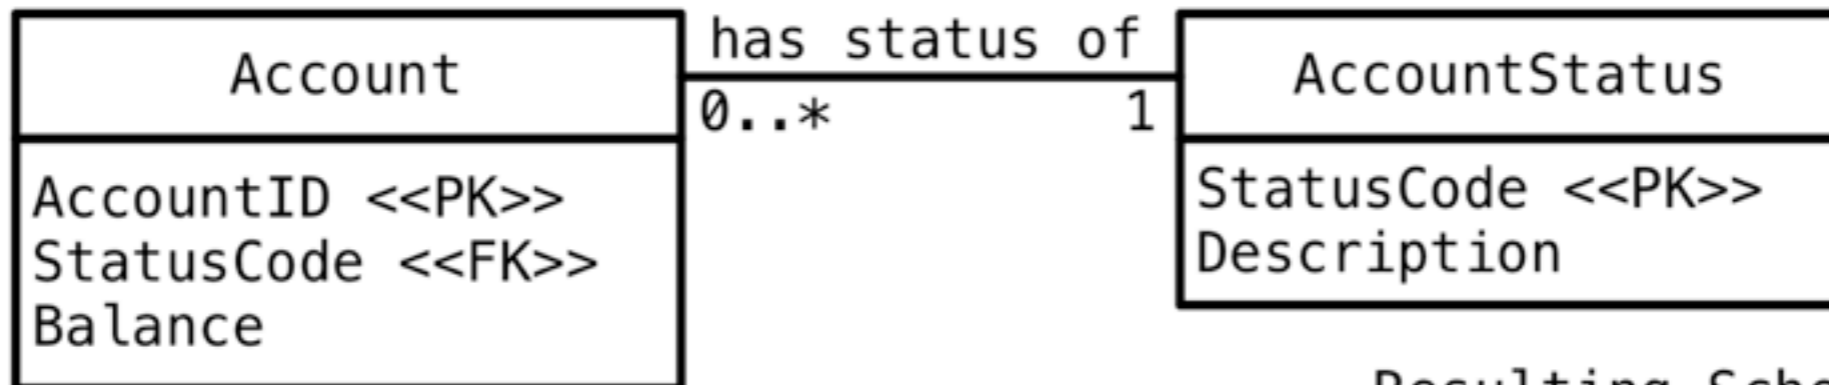 Account
has status of
0..*
1
AccountStatus
AccountID <<PK>>
StatusCode <<FK>>
Balance
StatusCode <<PK>>
Description